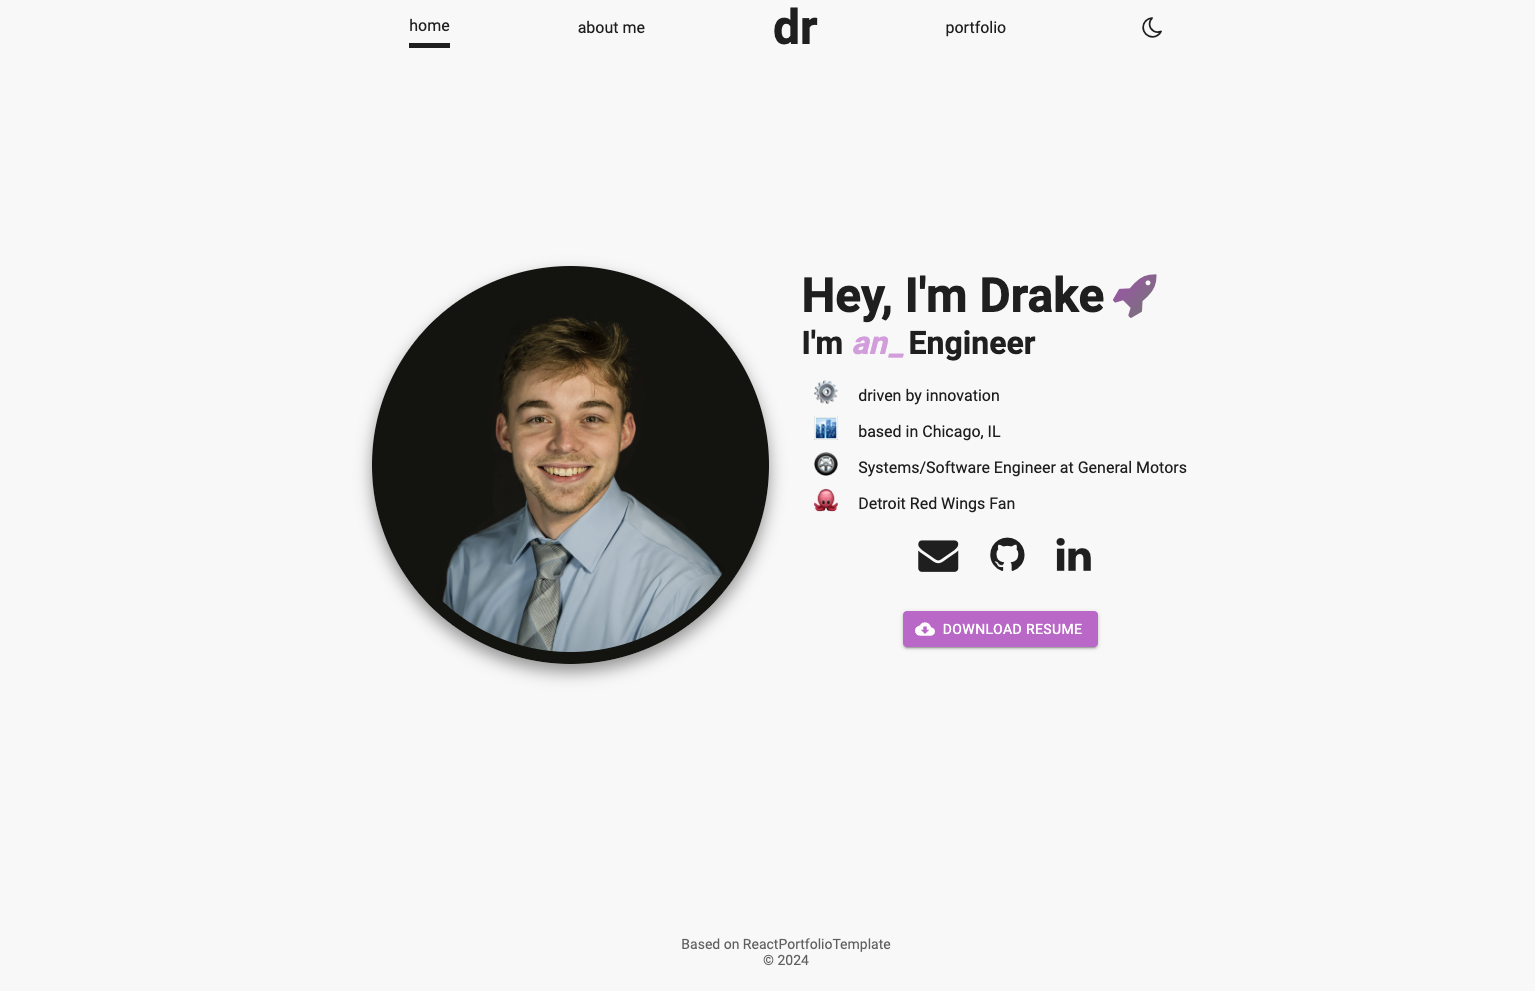 home
about me
dr
portfolio
Hey, I'm Drake
I'm an_ Engineer
driven by innovation
based in Chicago, IL
Systems/Software Engineer at General Motors
Detroit Red Wings Fan
in
DOWNLOAD RESUME
Based on ReactPortfolioTemplate
© 2024